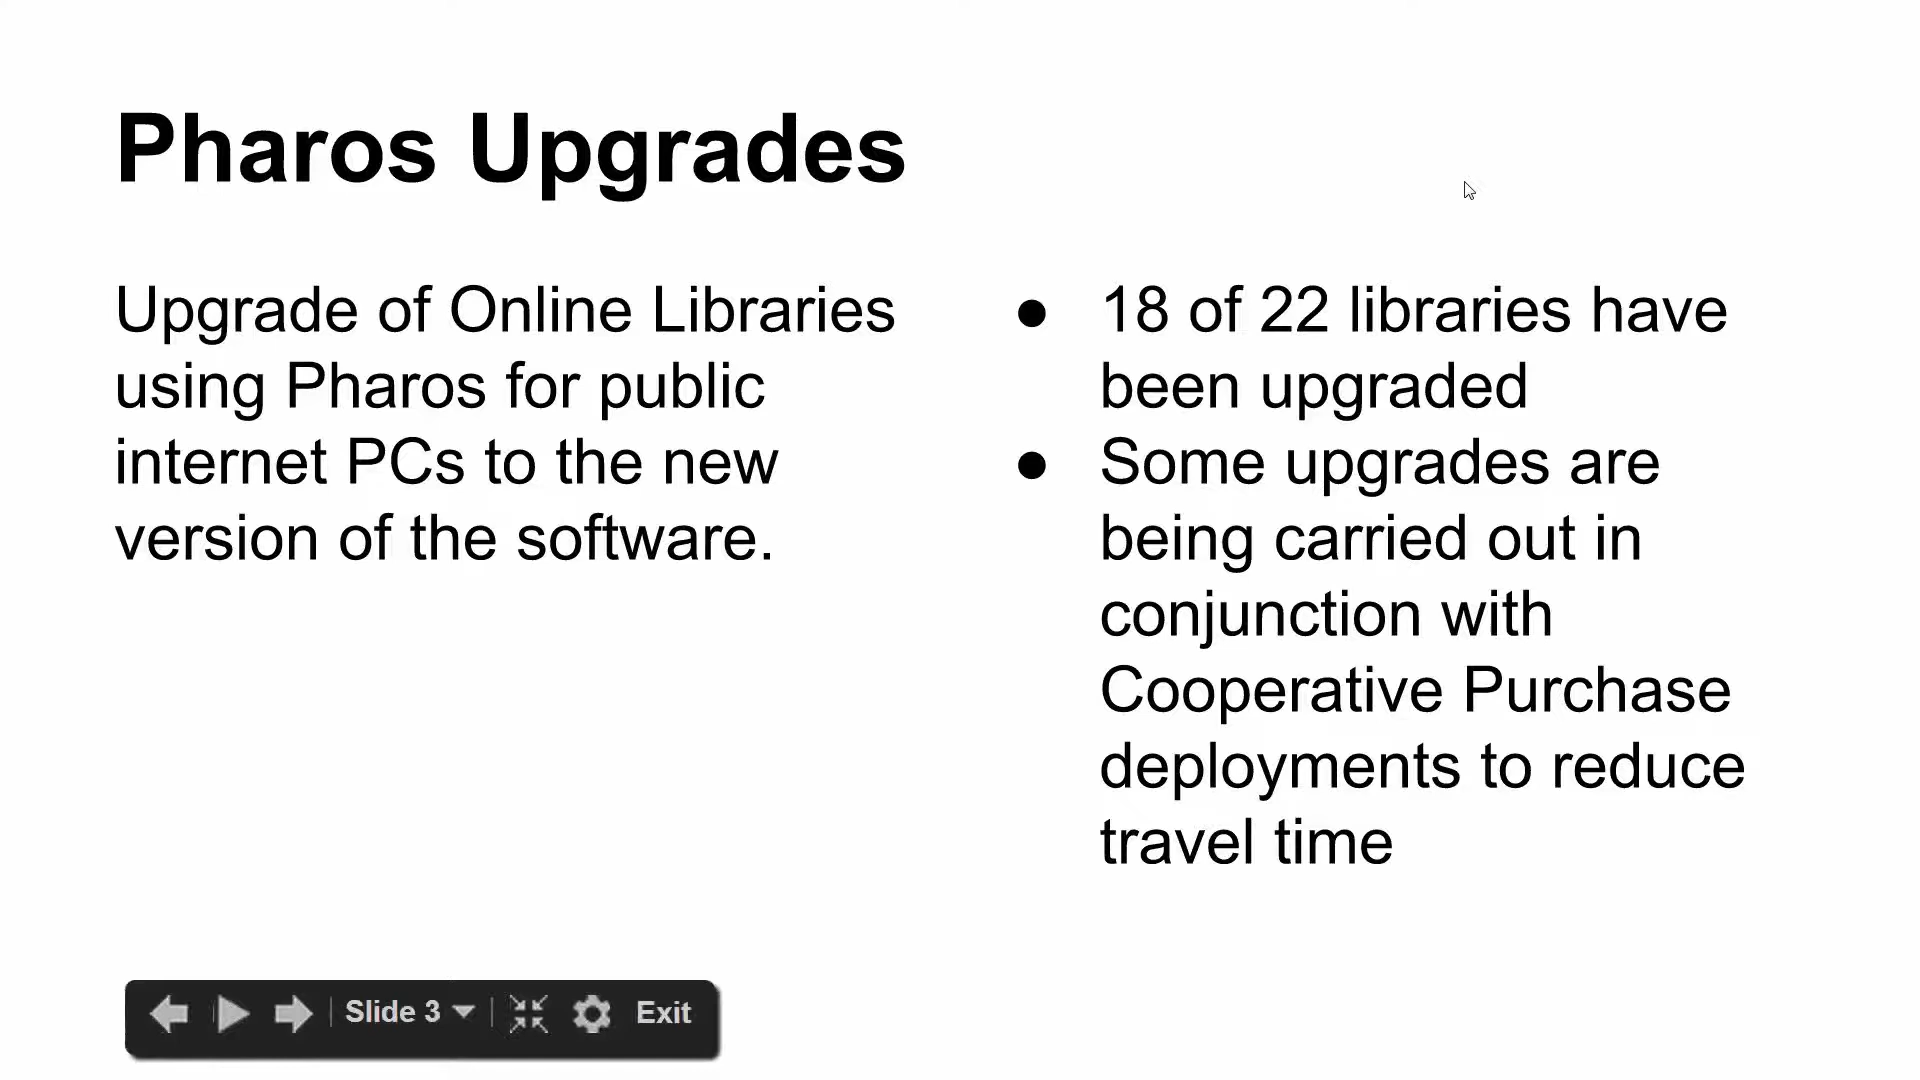 Pharos Upgrades
Upgrade of Online Libraries
using Pharos for public
internet PCs to the new
version of the software.
● 18 of 22 libraries have
been upgraded
● Some upgrades are
being carried out in
conjunction with
Cooperative Purchase
deployments to reduce
travel time
Slide 3 Exit